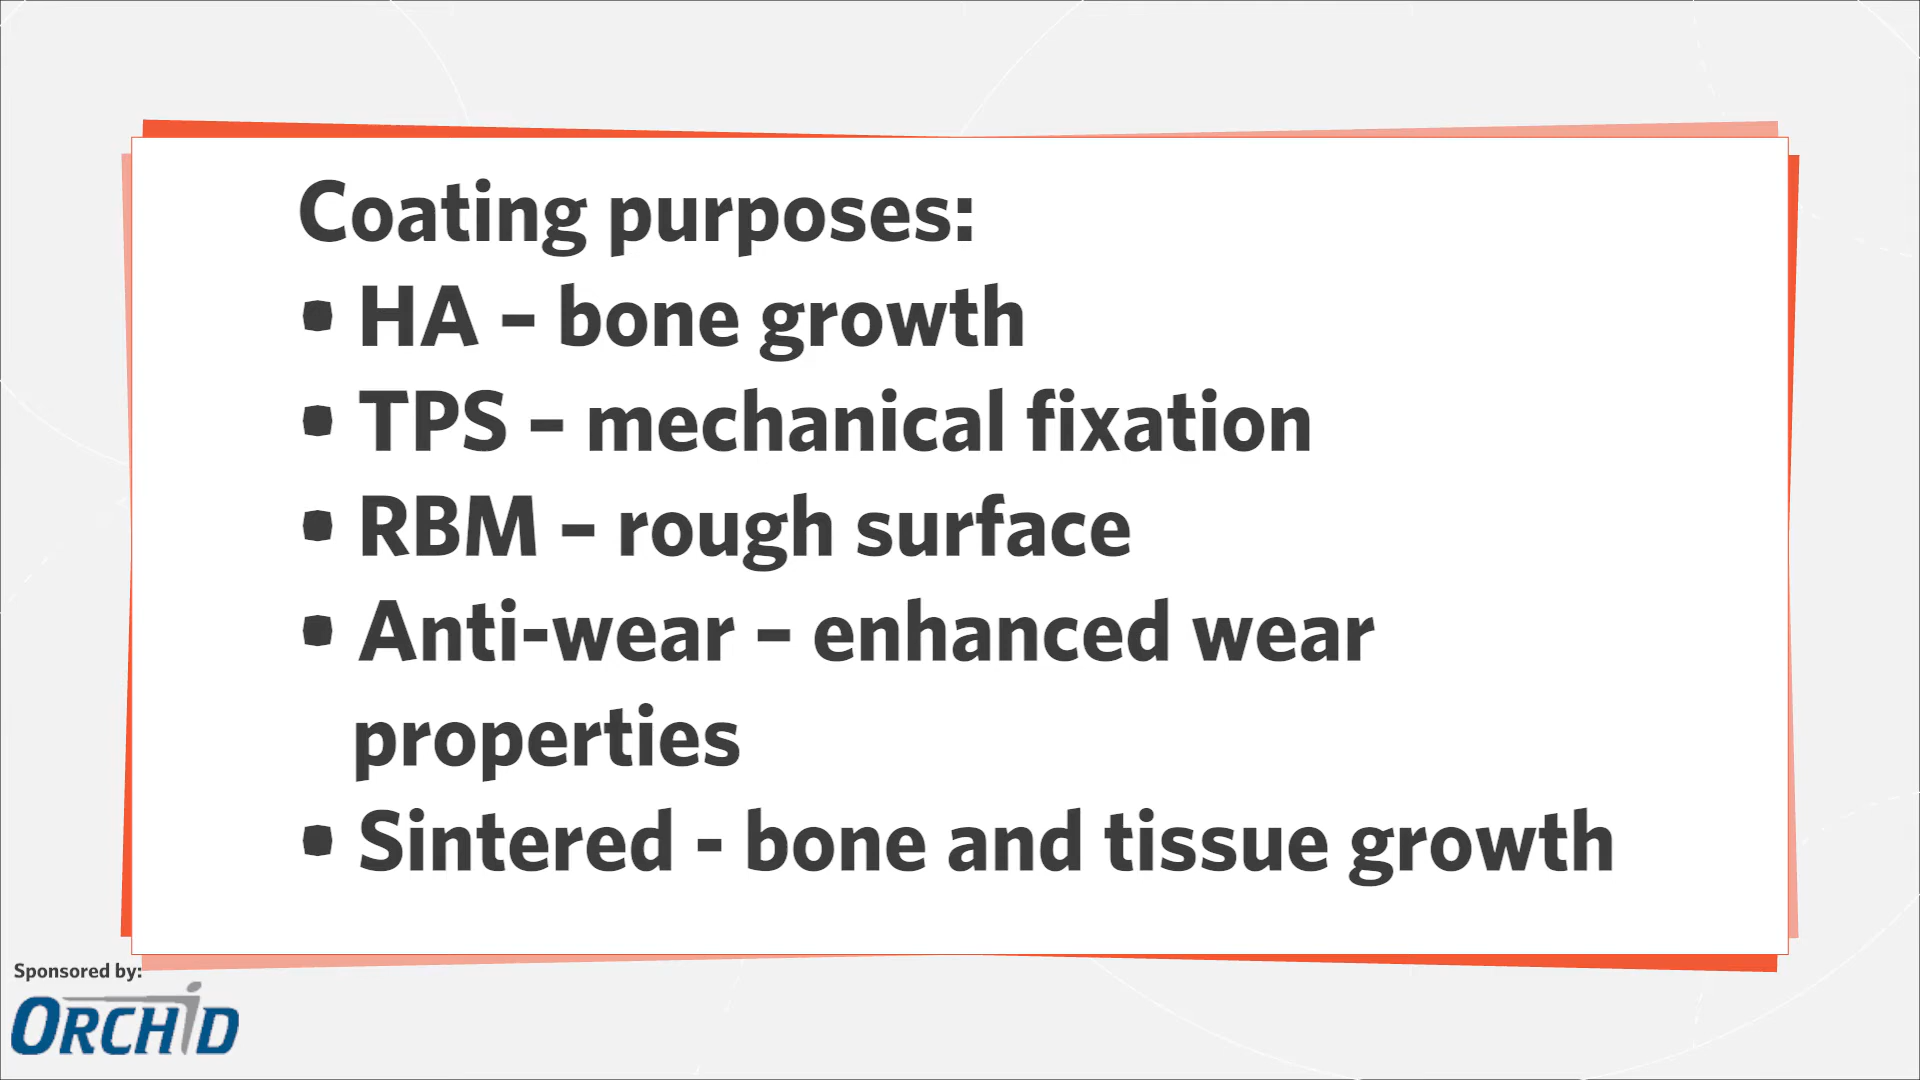 Coating purposes:
• HA – bone growth
• TPS – mechanical fixation
• RBM – rough surface
• Anti-wear – enhanced wear
properties
• Sintered - bone and tissue growth
Sponsored by:
ORCHID